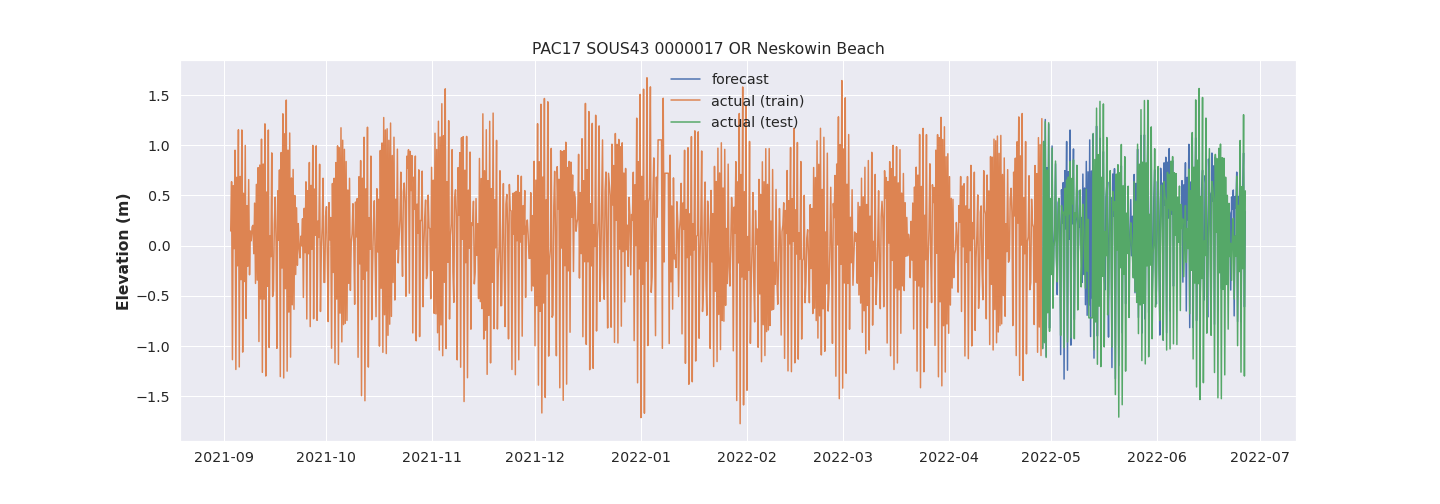 PAC17 SOUS43 0000017 OR Neskowin Beach
forecast
actual (train)
actual (test)
Elevation (m)
1.5
1.0
0.5
0.0
−0.5
−1.0
−1.5
2021-09 2021-10 2021-11 2021-12 2022-01 2022-02 2022-03 2022-04 2022-05 2022-06 2022-07